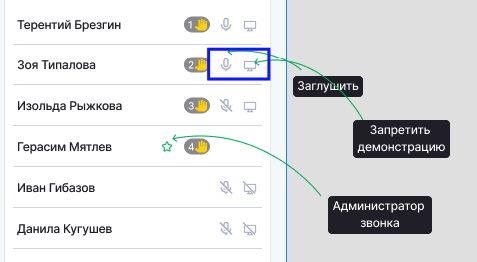 Терентий Брезгин 1
Зоя Типалова 2
Заглушить
Изольда Рыжкова 3
Запретить
демонстрацию
Герасим Мятлев 4
Иван Гибазов
Администратор
звонка
Данила Кугушев